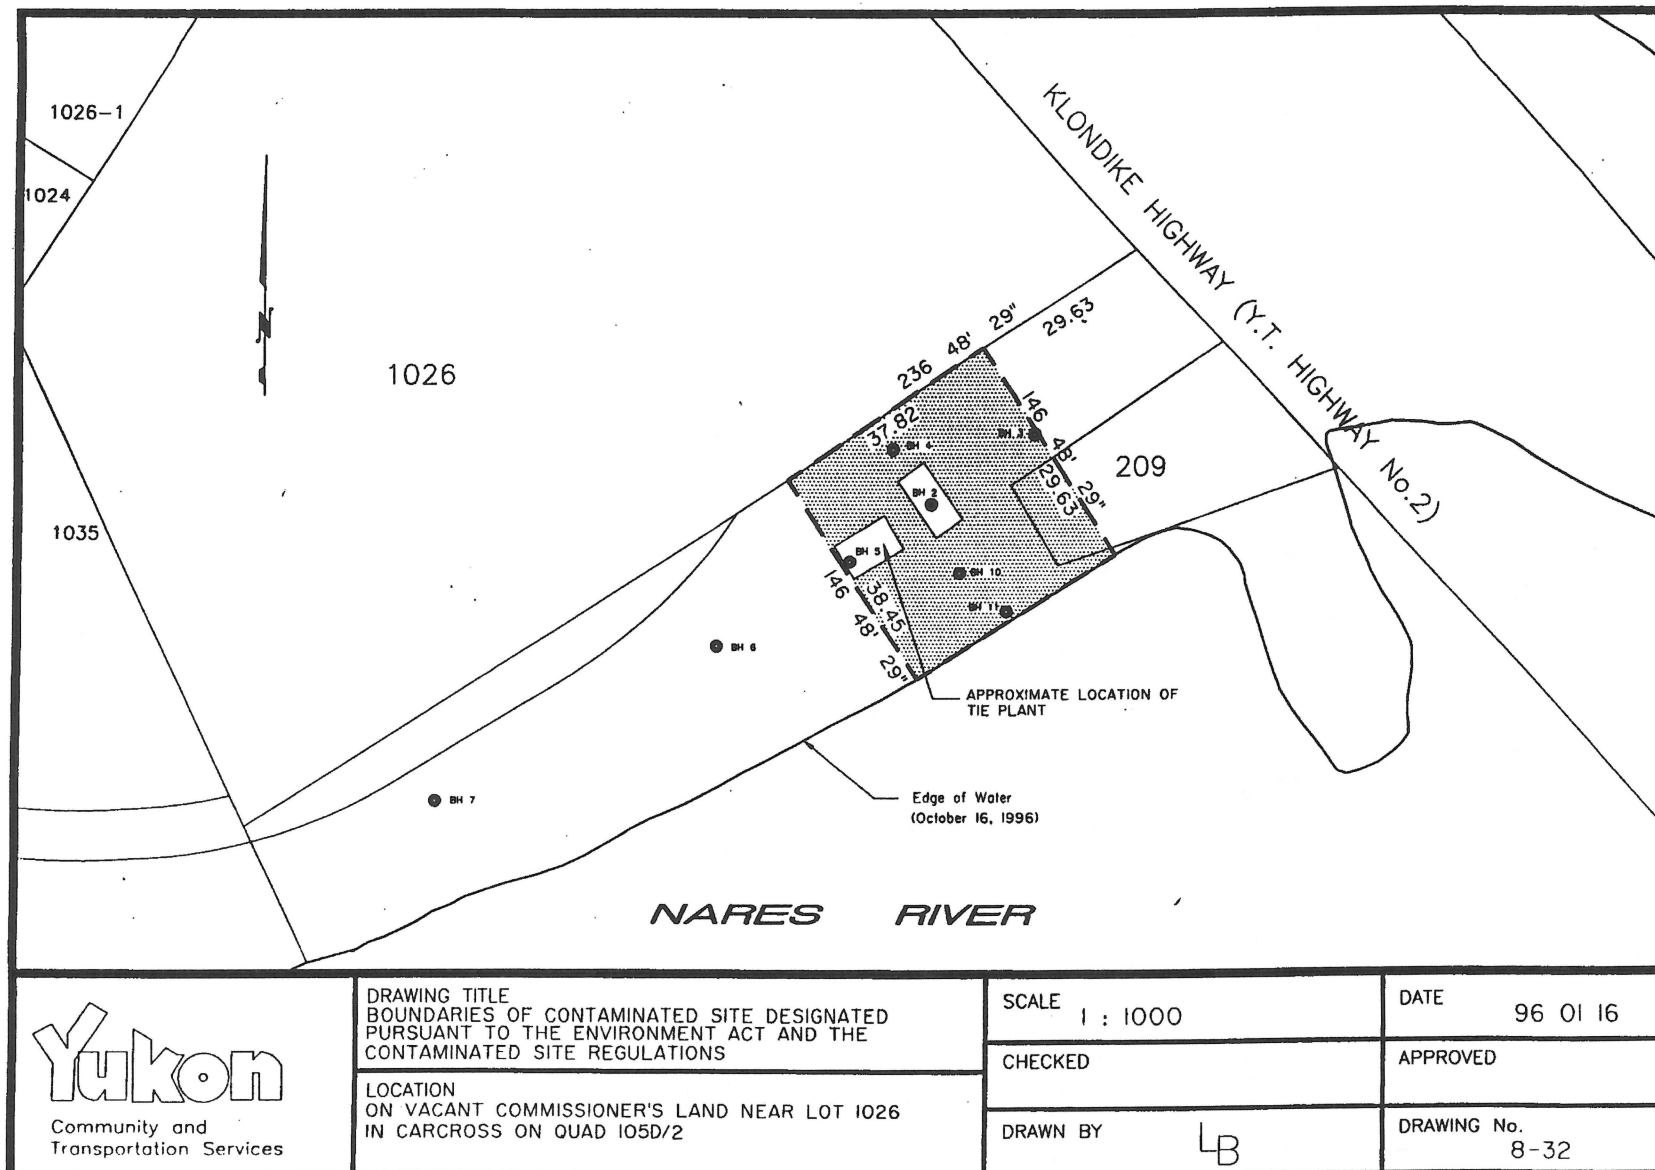 1026-1
1024
1035
N
1026
KLONDIKE HIGHWAY (Y.T. HIGHWAY No.2)
236 48' 29"
29.63
37.82
146 48' 29"
29.63
209
BH 4
BH 3
BH 2
BH 5
BH 10
BH 11
146 48' 29"
38.45
BH 6
BH 7
APPROXIMATE LOCATION OF
TIE PLANT
Edge of Water
(October 16, 1996)
NARES RIVER
Yukon
Community and
Transportation Services
DRAWING TITLE
BOUNDARIES OF CONTAMINATED SITE DESIGNATED
PURSUANT TO THE ENVIRONMENT ACT AND THE
CONTAMINATED SITE REGULATIONS
LOCATION
ON VACANT COMMISSIONER'S LAND NEAR LOT 1026
IN CARCROSS ON QUAD 105D/2
SCALE
1 : 1000
DATE
96 01 16
CHECKED
APPROVED
DRAWN BY
LB
DRAWING No.
8-32